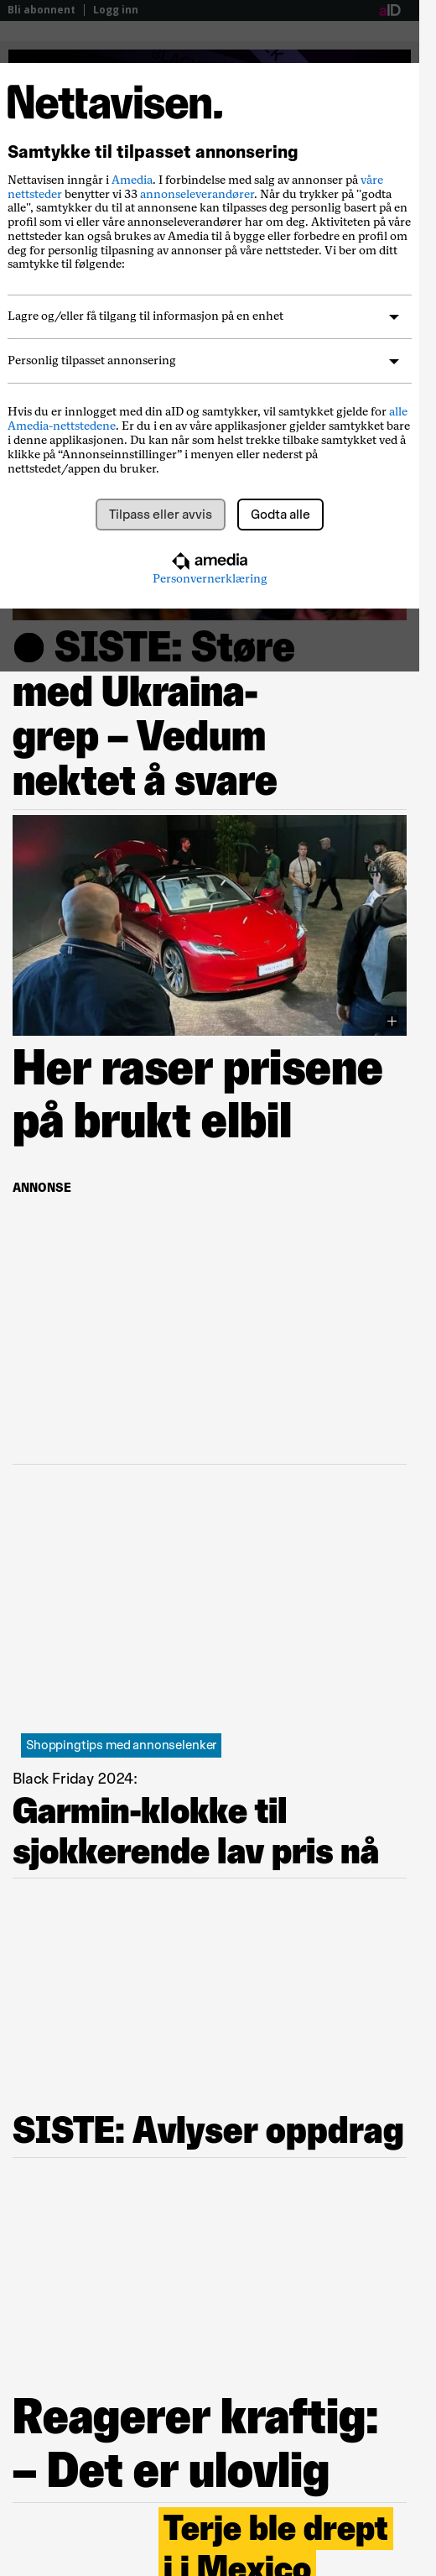 Bli abonnent | Logg inn
aID
Nettavisen.
Samtykke til tilpasset annonsering
Nettavisen inngår i Amedia. I forbindelse med salg av annonser på våre
nettsteder benytter vi 33 annonseleverandører. Når du trykker på "godta
alle", samtykker du til at annonsene kan tilpasses deg personlig basert på en
profil som vi eller våre annonseleverandører har om deg. Aktiviteten på våre
nettsteder kan også brukes av Amedia til å bygge eller forbedre en profil om
deg for personlig tilpasning av annonser på våre nettsteder. Vi ber om ditt
samtykke til følgende:
Lagre og/eller få tilgang til informasjon på en enhet
Personlig tilpasset annonsering
Hvis du er innlogget med din aID og samtykker, vil samtykket gjelde for alle
Amedia-nettstedene. Er du i en av våre applikasjoner gjelder samtykket bare
i denne applikasjonen. Du kan når som helst trekke tilbake samtykket ved å
klikke på “Annonseinnstillinger” i menyen eller nederst på
nettstedet/appen du bruker.
Tilpass eller avvis
Godta alle
amedia
Personvernerklæring
● SISTE: Støre
med Ukraina-
grep – Vedum
nektet å svare
Her raser prisene
på brukt elbil
ANNONSE
Shoppingtips med annonselenker
Black Friday 2024:
Garmin-klokke til
sjokkerende lav pris nå
SISTE: Avlyser oppdrag
Reagerer kraftig:
– Det er ulovlig
Terje ble drept
i i Mexico